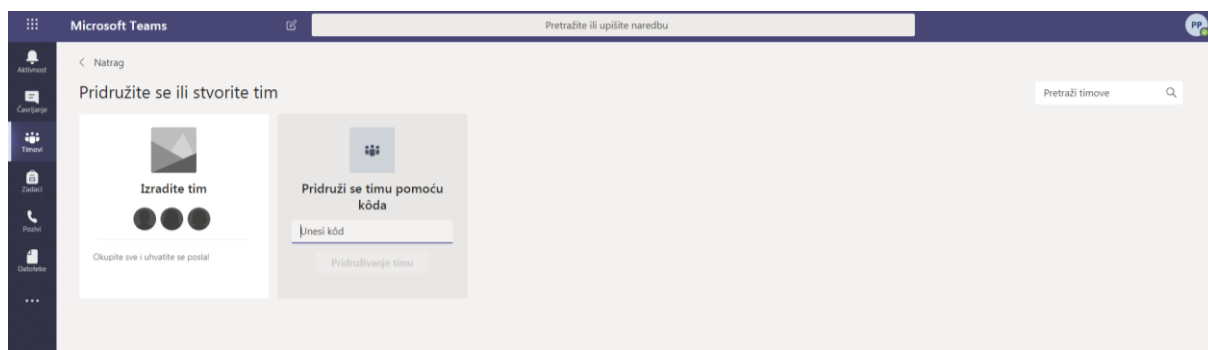 Microsoft Teams
Pretražite ili upišite naredbu
PP
Aktivnost
Čavrljanje
Timovi
Zadaci
Pozivi
Datoteke
< Natrag
Pridružite se ili stvorite tim
Pretraži timove
Izradite tim
Okupite sve i uhvatite se posla!
Pridruži se timu pomoću
kôda
Unesi kôd
Pridruživanje timu